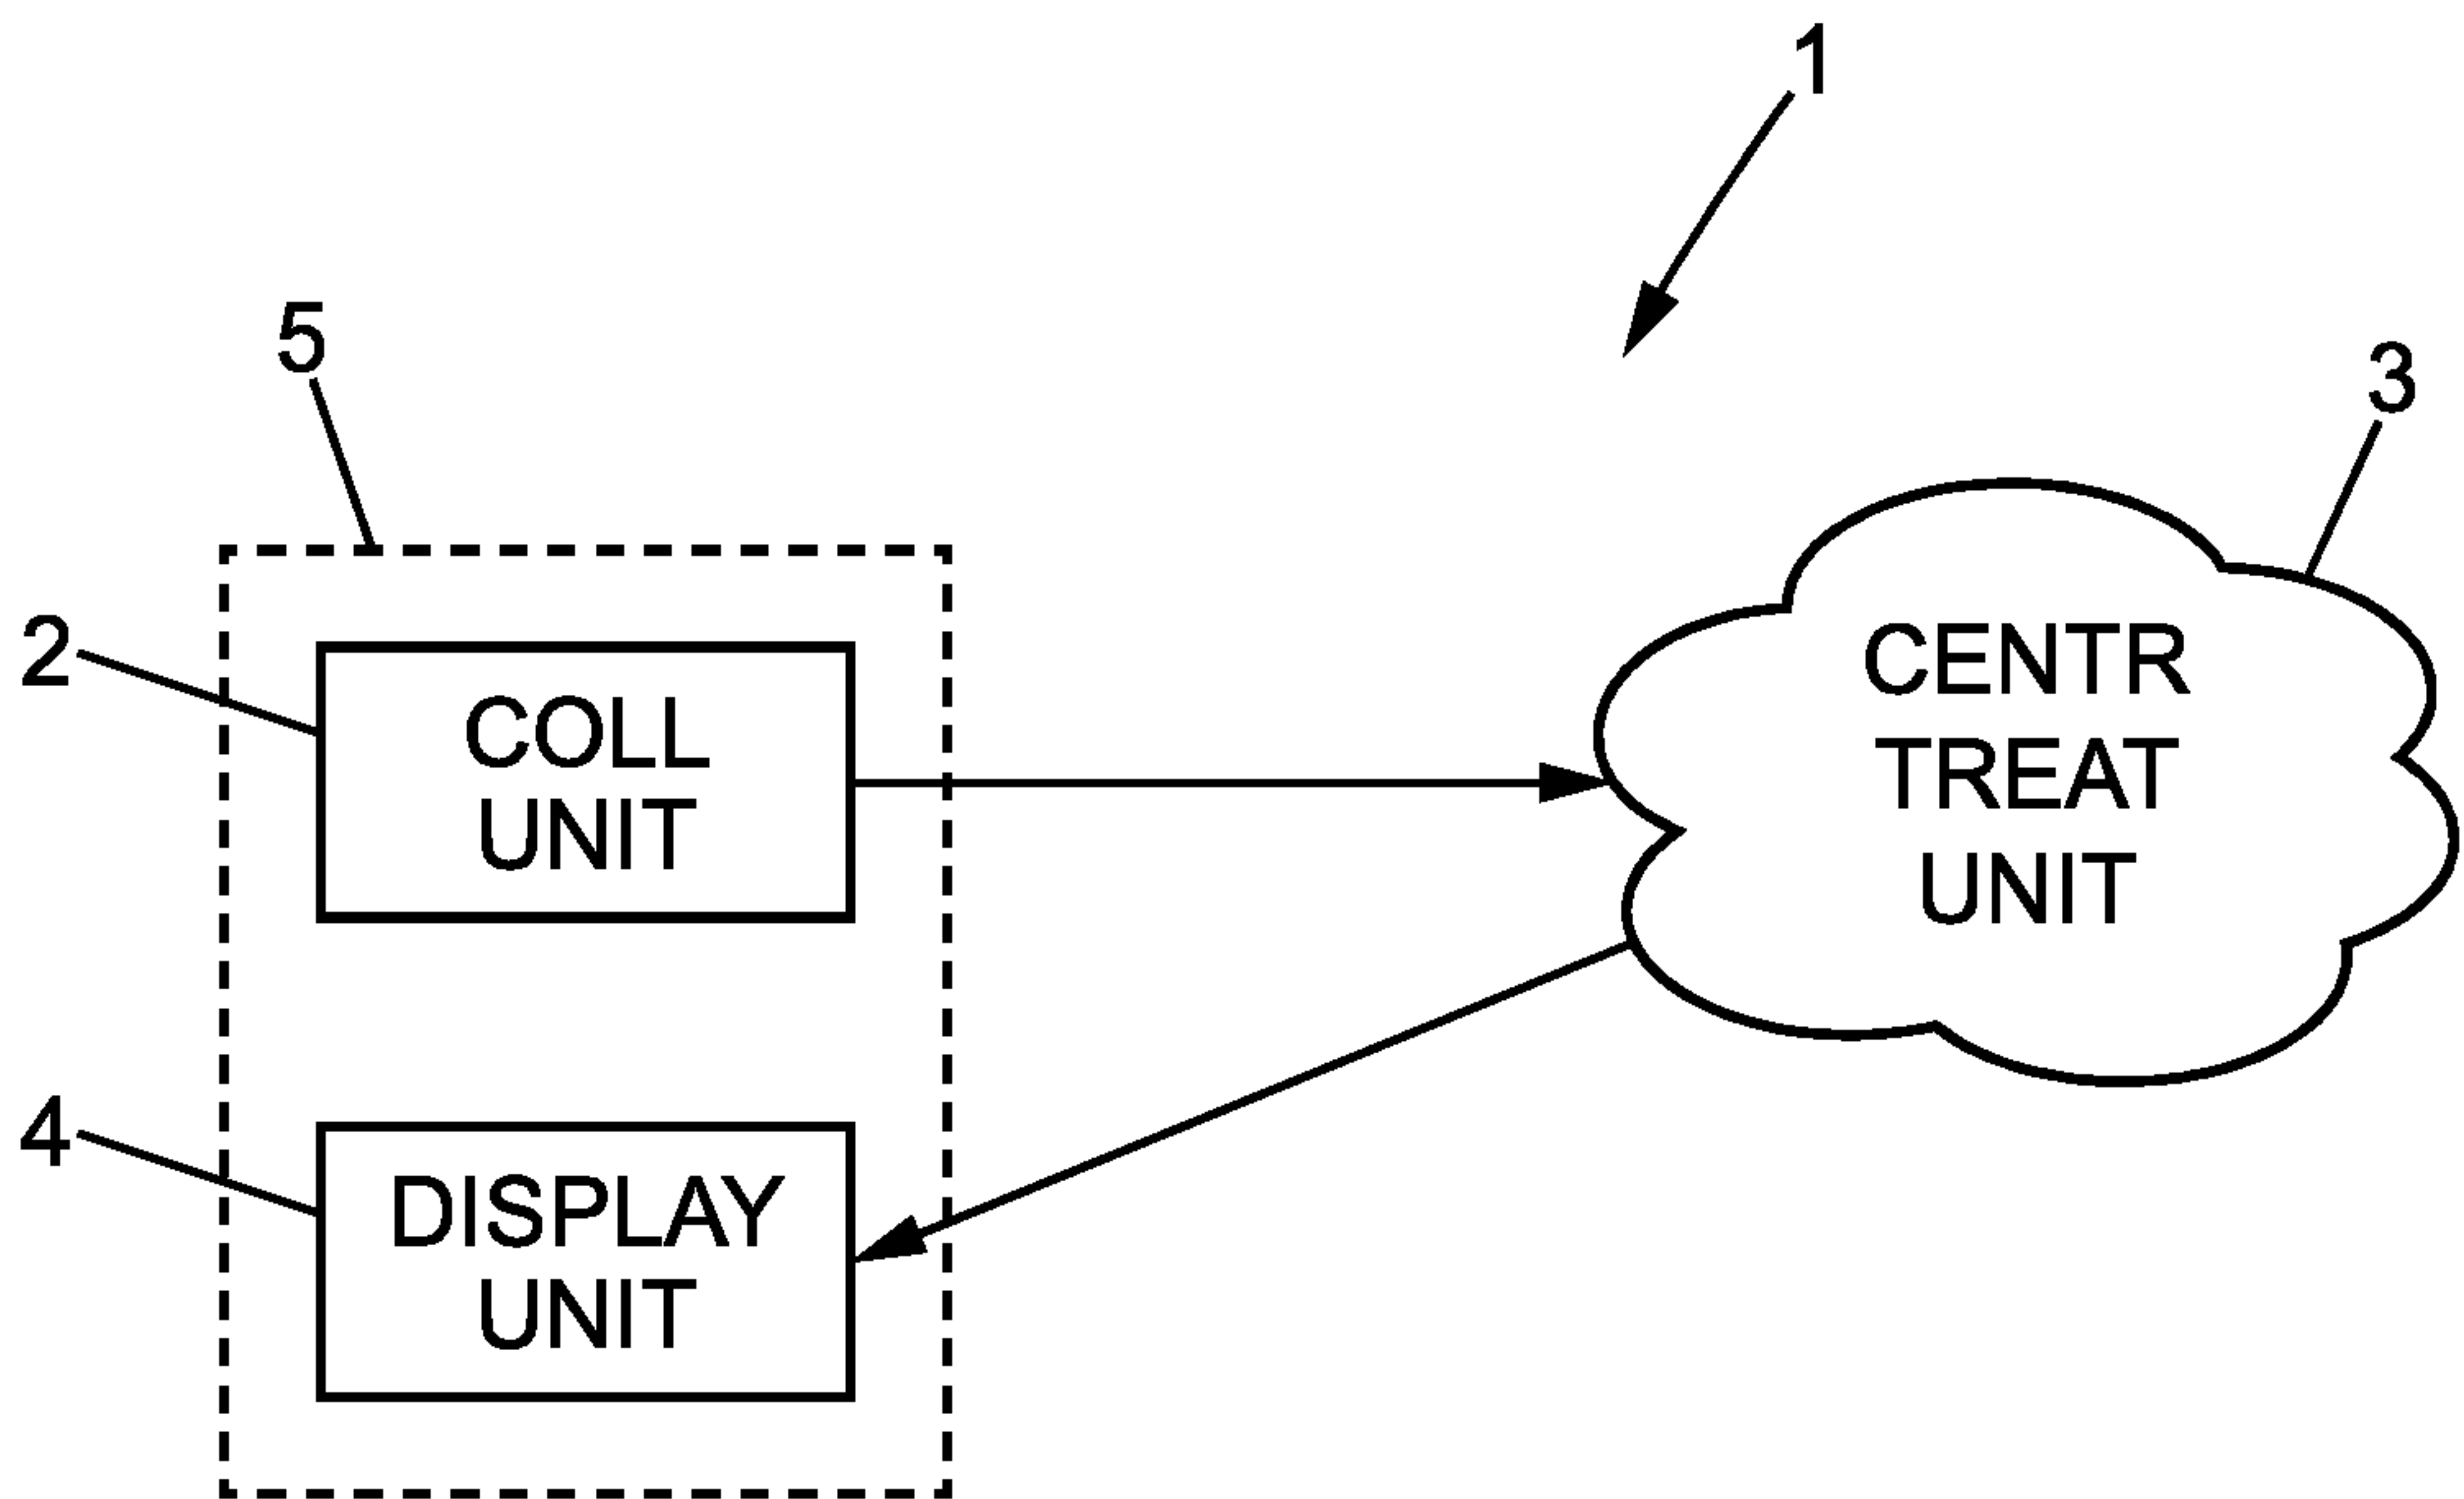 1
5
3
2
COLL
UNIT
CENTR
TREAT
UNIT
4
DISPLAY
UNIT